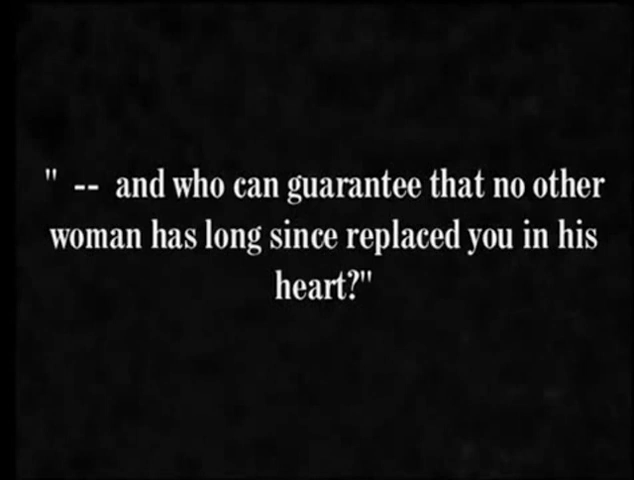 " -- and who can guarantee that no other
woman has long since replaced you in his
heart?"